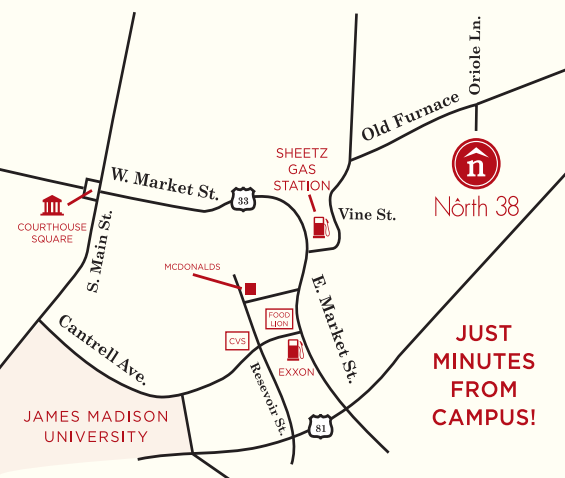 Oriole Ln.
Old Furnace
SHEETZ
GAS
STATION
n
North 38
W. Market St.
33
Vine St.
COURTHOUSE
SQUARE
S. Main St.
MCDONALDS
E. Market St.
FOOD
LION
CVS
EXXON
Cantrell Ave.
Resevoir St.
JUST
MINUTES
FROM
CAMPUS!
JAMES MADISON
UNIVERSITY
81